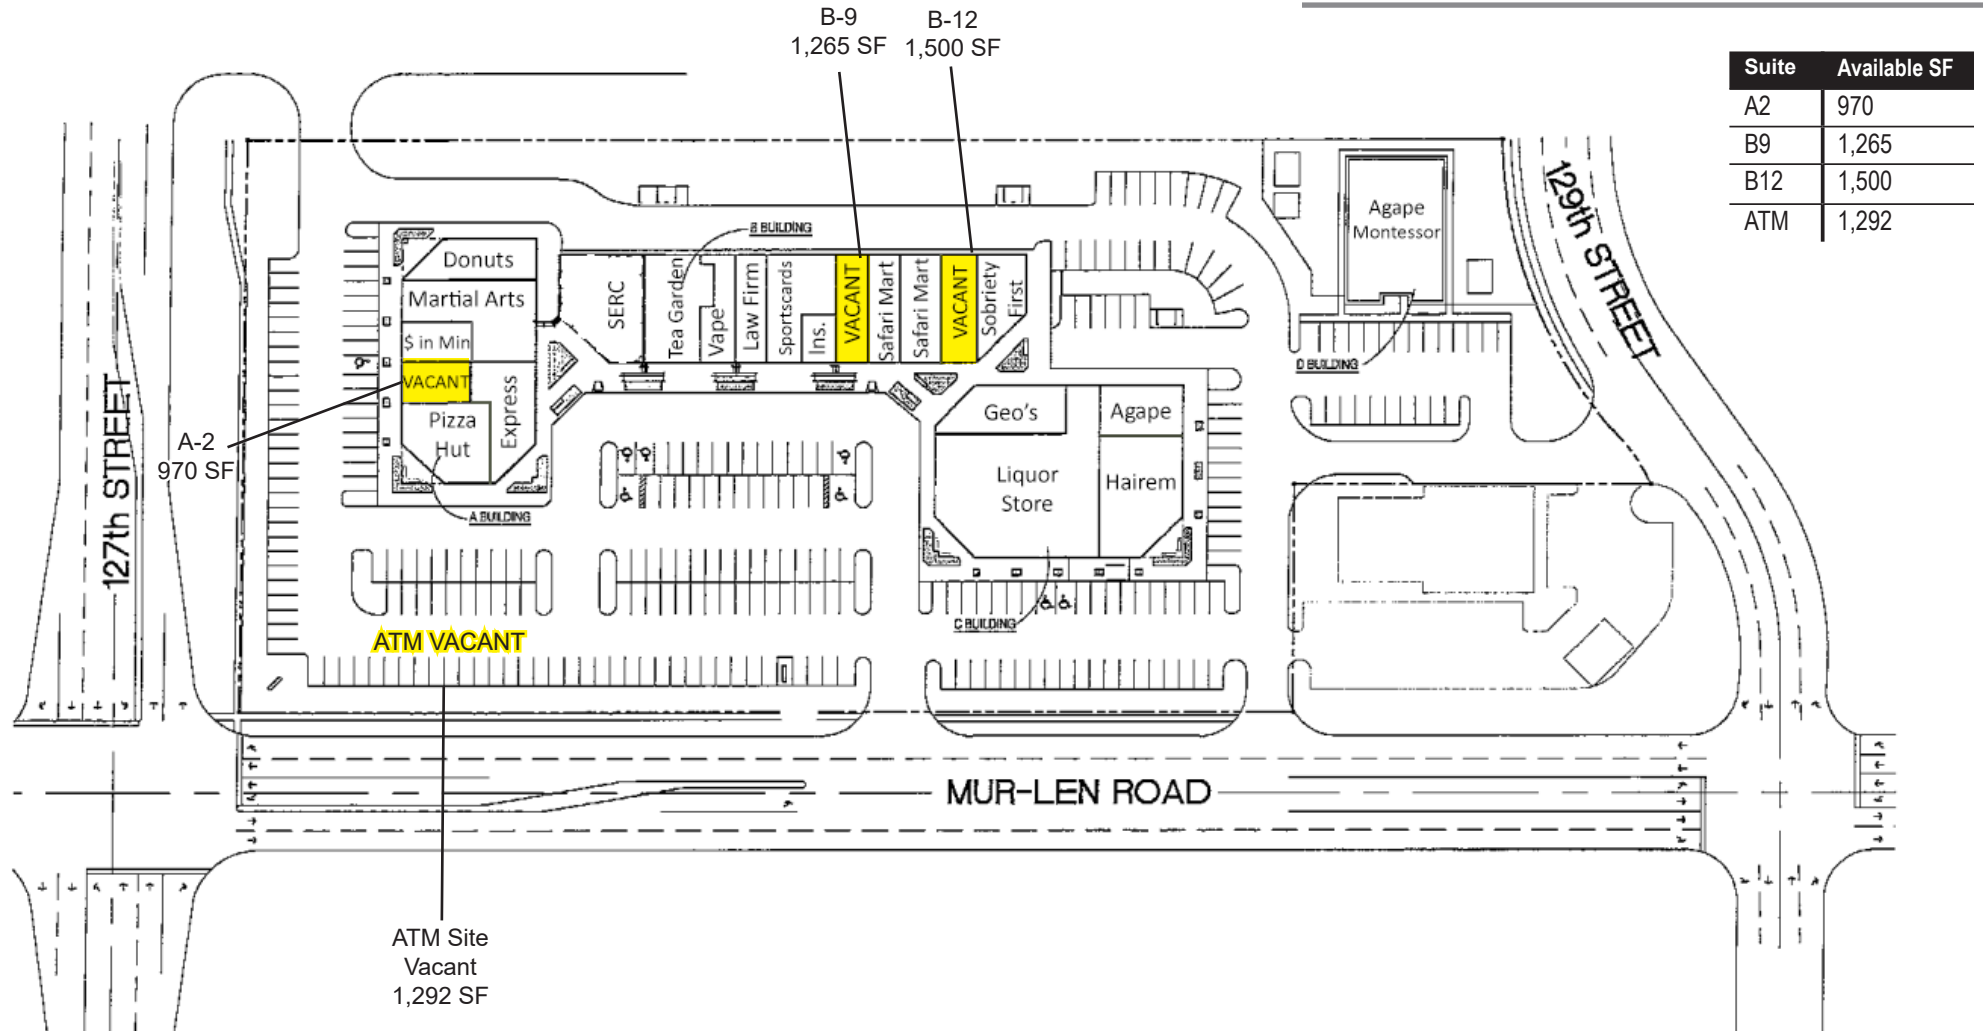 B-9
1,265 SF
B-12
1,500 SF
Suite Available SF
A2 970
B9 1,265
B12 1,500
ATM 1,292
129th STREET
Agape
Montessor
B BUILDING
Donuts
Martial Arts
$ in Min
VACANT
Pizza
Hut
Express
A BUILDING
SERC
Tea Garden
Vape
Law Firm
Sportscards
Ins.
VACANT
Safari Mart
Safari Mart
VACANT
Sobriety
First
D BUILDING
127th STREET
A-2
970 SF
Geo's
Agape
Liquor
Store
Hairem
C BUILDING
ATM VACANT
MUR-LEN ROAD
ATM Site
Vacant
1,292 SF